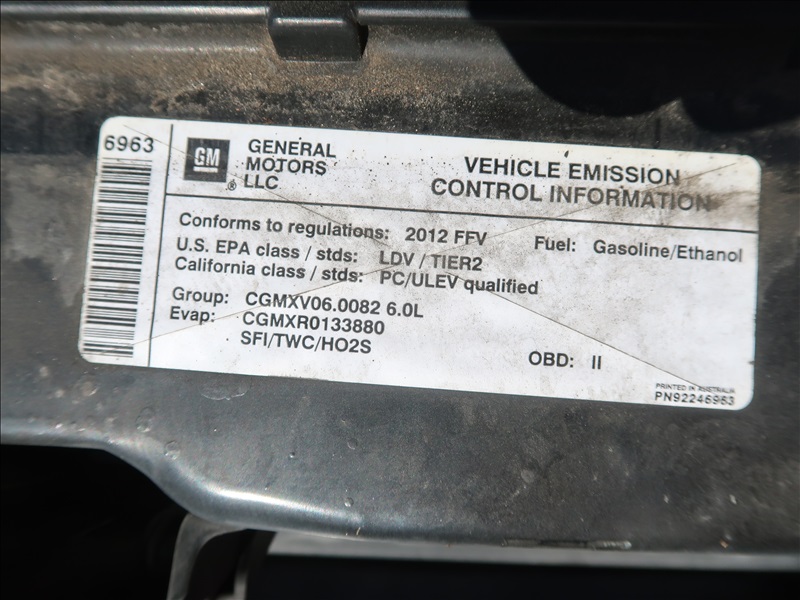 6963
GM
®
GENERAL
MOTORS
LLC
VEHICLE EMISSION
CONTROL INFORMATION
Conforms to regulations: 2012 FFV
Fuel: Gasoline/Ethanol
U.S. EPA class / stds: LDV / TIER2
California class / stds: PC/ULEV qualified
Group: CGMXV06.0082 6.0L
Evap: CGMXR0133880
SFI/TWC/HO2S
OBD: II
PRINTED IN AUSTRALIA
PN92246963